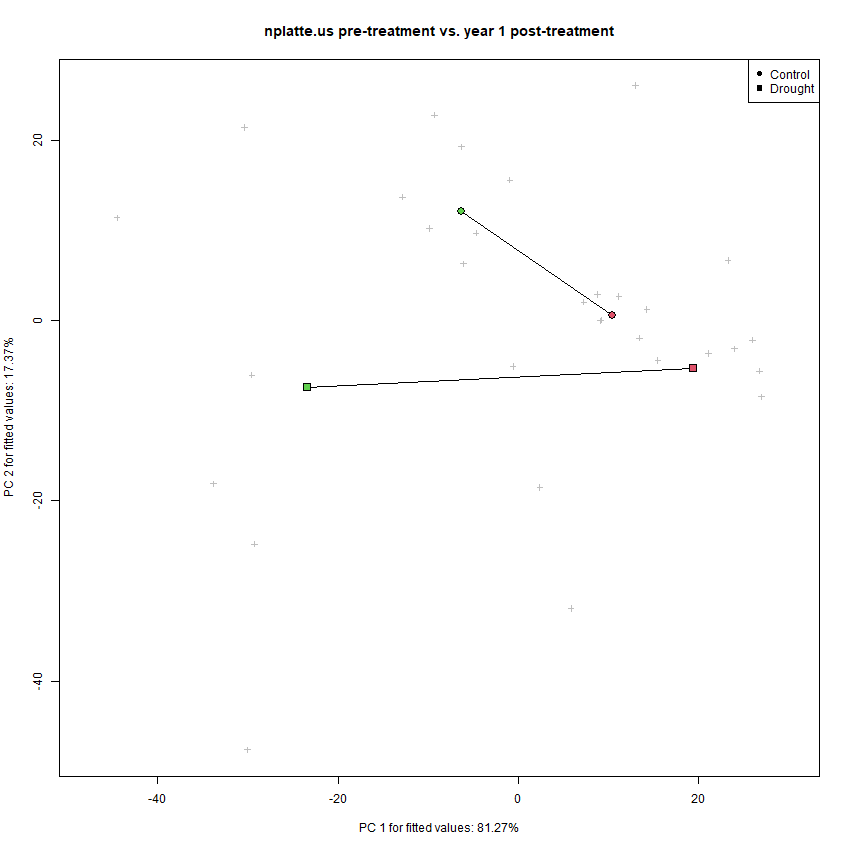 nplatte.us pre-treatment vs. year 1 post-treatment
Control
Drought
20
0
-20
-40
PC 2 for fitted values: 17.37%
-40
-20
0
20
PC 1 for fitted values: 81.27%